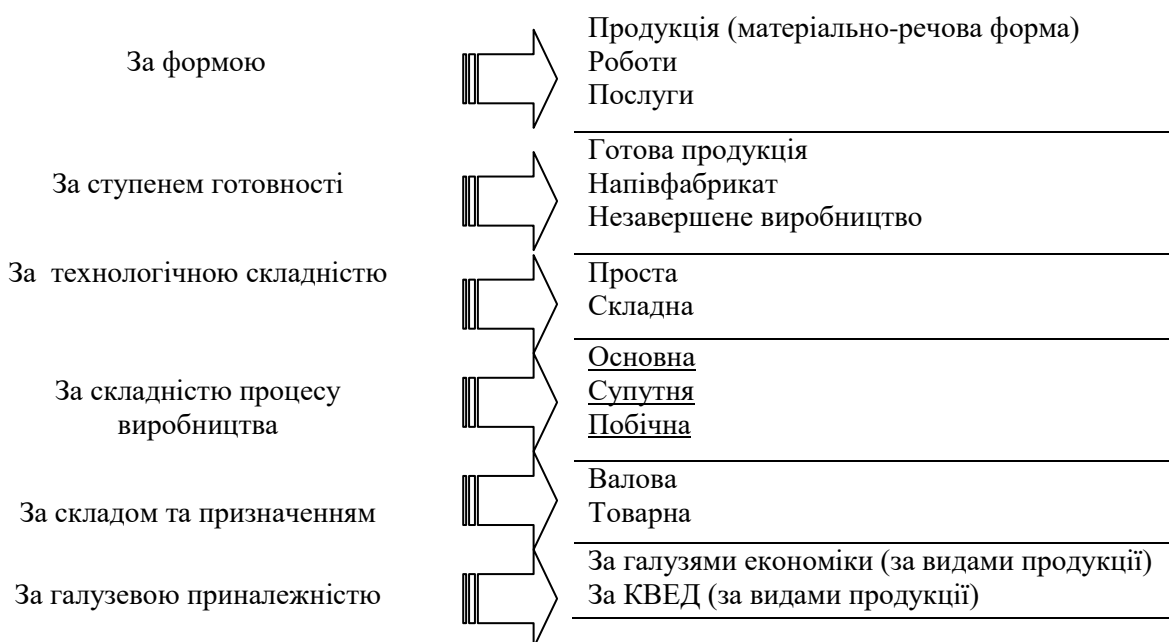 За формою
Продукція (матеріально-речова форма)
Роботи
Послуги
За ступенем готовності
Готова продукція
Напівфабрикат
Незавершене виробництво
За технологічною складністю
Проста
Складна
За складністю процесу
виробництва
Основна
Супутня
Побічна
За складом та призначенням
Валова
Товарна
За галузевою приналежністю
За галузями економіки (за видами продукції)
За КВЕД (за видами продукції)